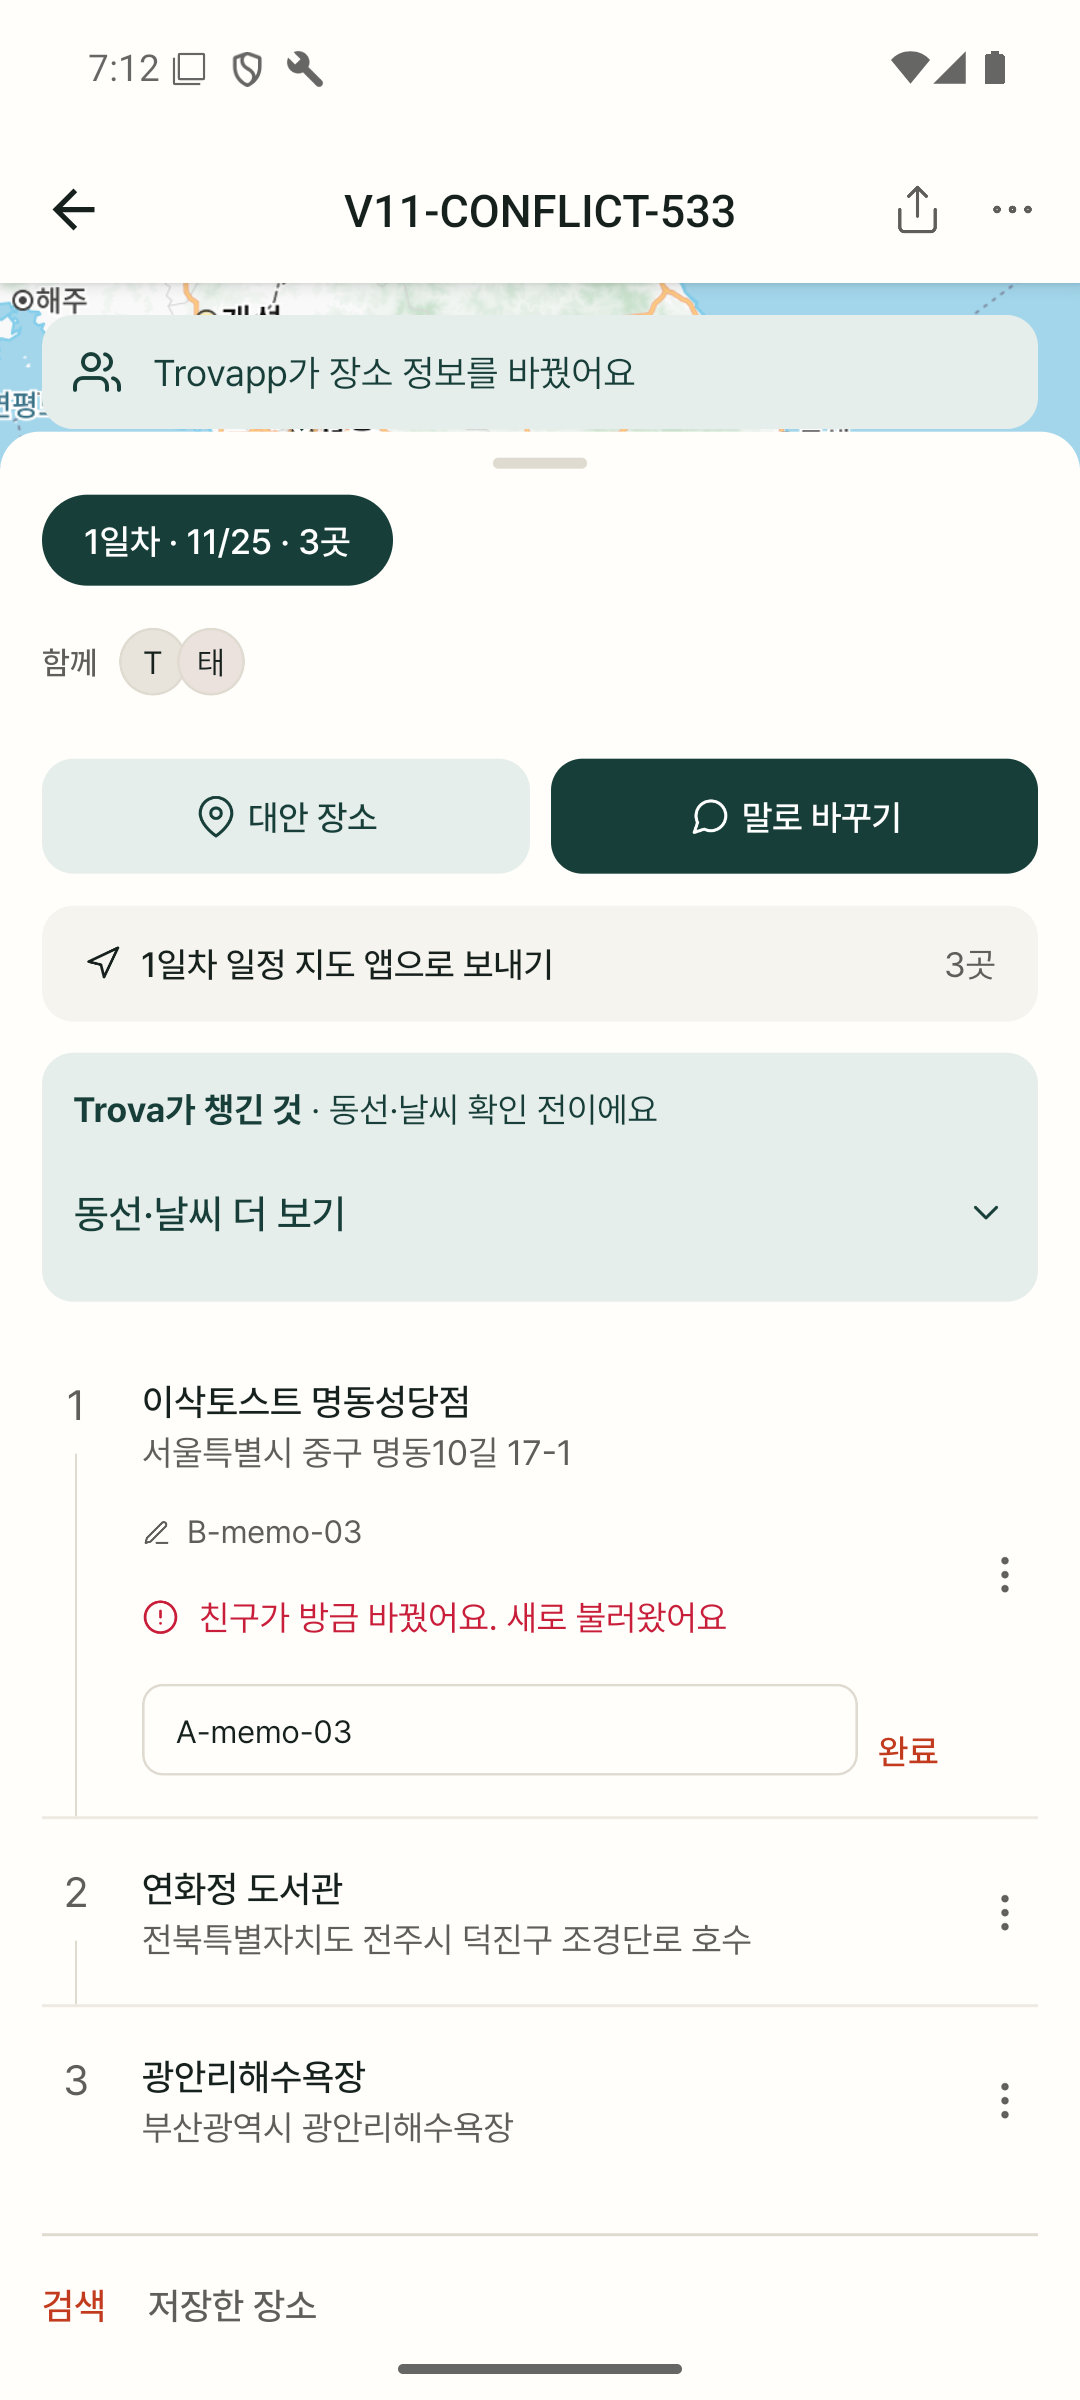 7:12
V11-CONFLICT-533
해주
Trovapp가 장소 정보를 바꿨어요
1일차 · 11/25 · 3곳
함께 T 태
대안 장소
말로 바꾸기
1일차 일정 지도 앱으로 보내기 3곳
Trova가 챙긴 것 · 동선·날씨 확인 전이에요
동선·날씨 더 보기
1 이삭토스트 명동성당점
서울특별시 중구 명동10길 17-1
B-memo-03
친구가 방금 바꿨어요. 새로 불러왔어요
A-memo-03
완료
2 연화정 도서관
전북특별자치도 전주시 덕진구 조경단로 호수
3 광안리해수욕장
부산광역시 광안리해수욕장
검색 저장한 장소